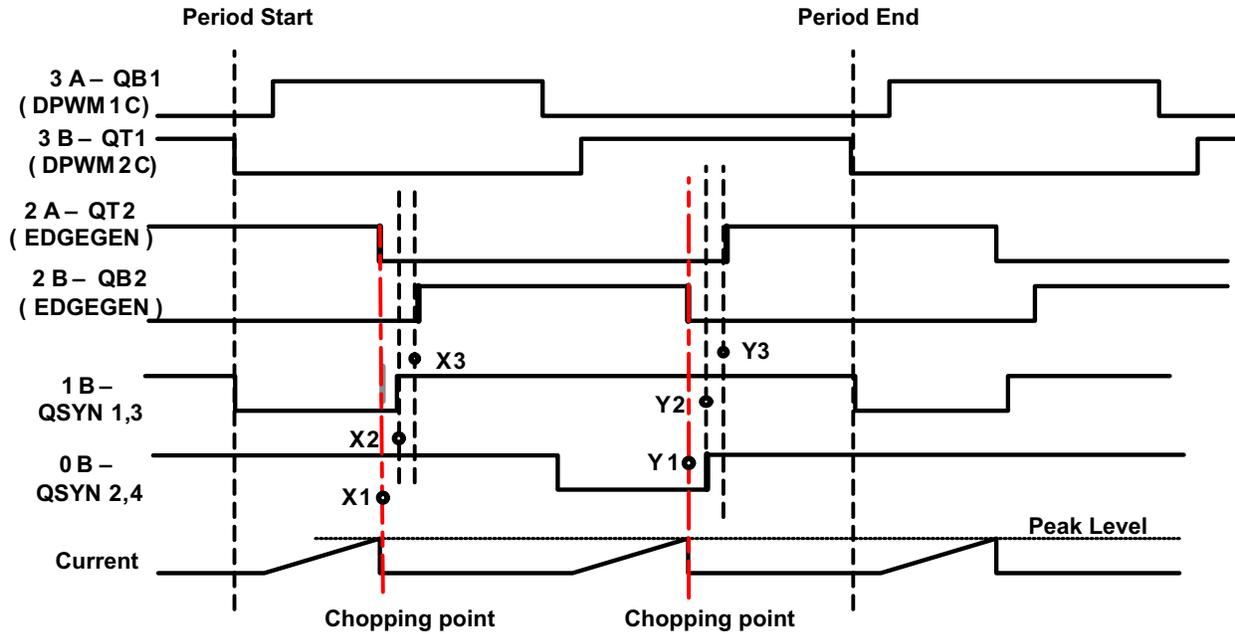 Period Start
Period End
3 A – QB1
( DPWM 1 C )
3 B – QT1
( DPWM 2 C)
2 A – QT2
( EDGEGEN )
2 B – QB2
( EDGEGEN )
X3
Y3
1 B –
QSYN 1,3
Y2
X2
0 B –
QSYN 2,4
Y1
X1
Peak Level
Current
Chopping point
Chopping point